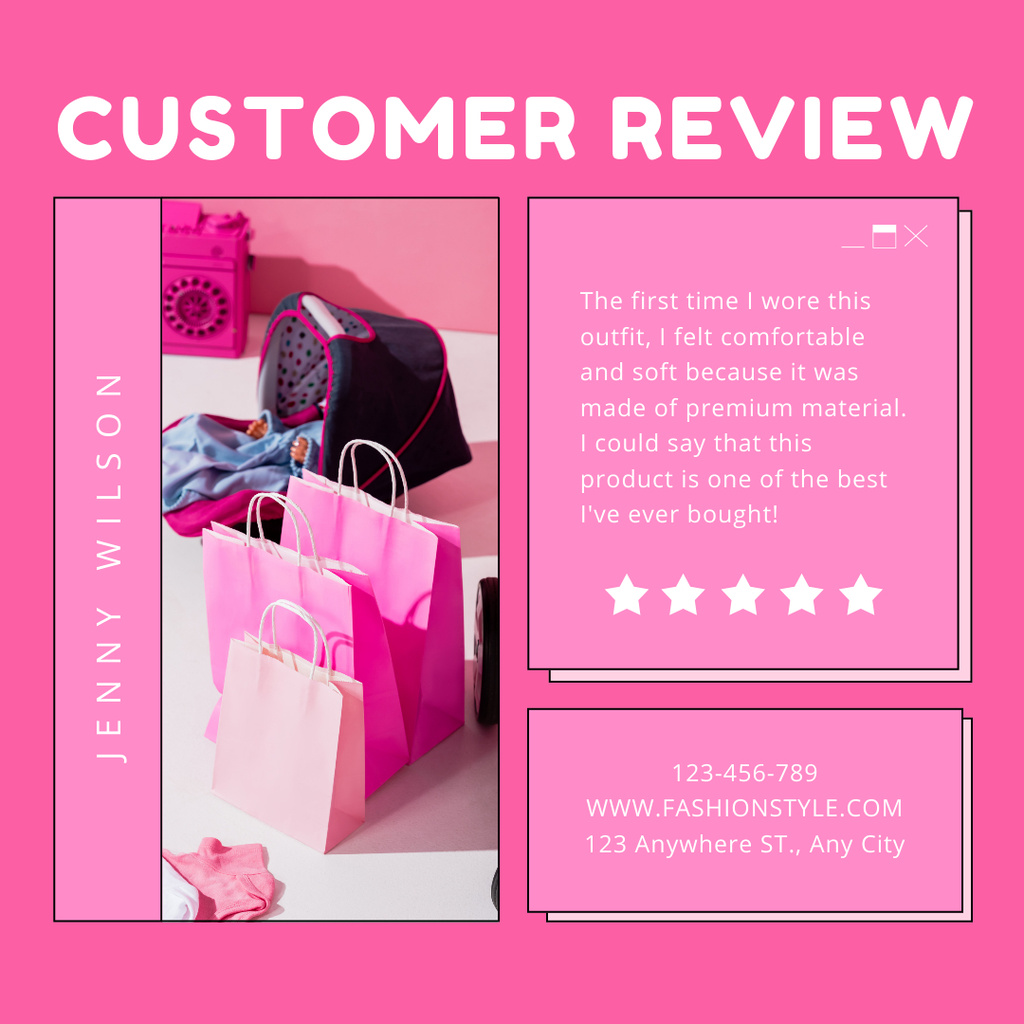 CUSTOMER REVIEW
JENNY WILSON
The first time I wore this
outfit, I felt comfortable
and soft because it was
made of premium material.
I could say that this
product is one of the best
I've ever bought!
123-456-789
WWW.FASHIONSTYLE.COM
123 Anywhere ST., Any City